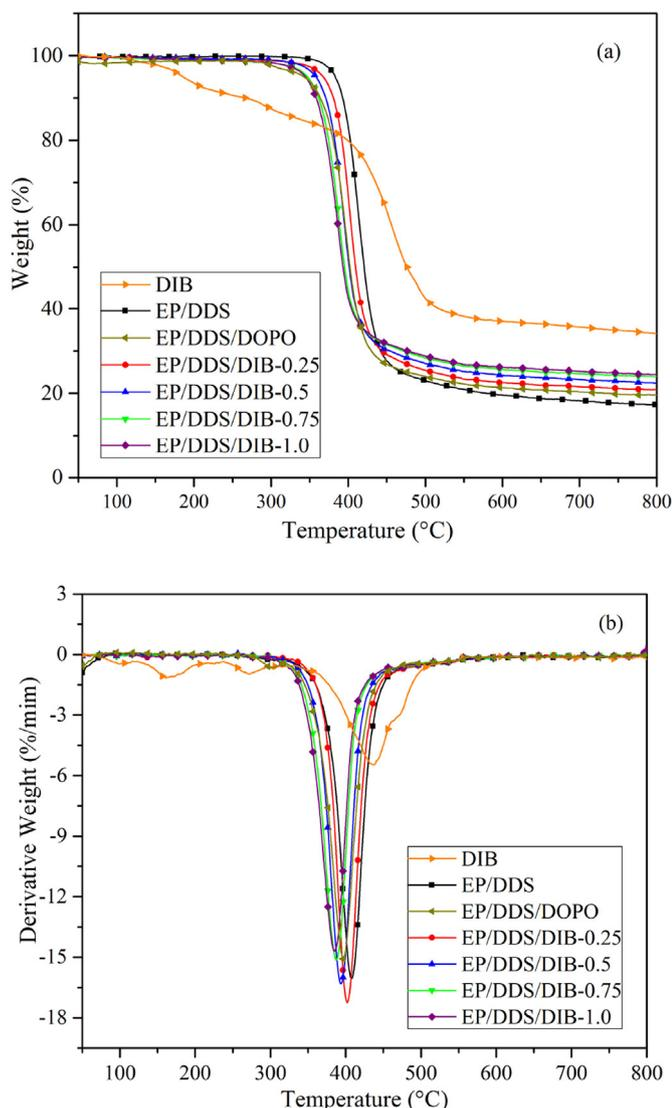 (a)
100
80
60
40
20
0
Weight (%)
DIB
EP/DDS
EP/DDS/DOPO
EP/DDS/DIB-0.25
EP/DDS/DIB-0.5
EP/DDS/DIB-0.75
EP/DDS/DIB-1.0
100 200 300 400 500 600 700 800
Temperature (°C)
(b)
3
0
-3
-6
-9
-12
-15
-18
Derivative Weight (%/mim)
DIB
EP/DDS
EP/DDS/DOPO
EP/DDS/DIB-0.25
EP/DDS/DIB-0.5
EP/DDS/DIB-0.75
EP/DDS/DIB-1.0
100 200 300 400 500 600 700 800
Temperature (°C)